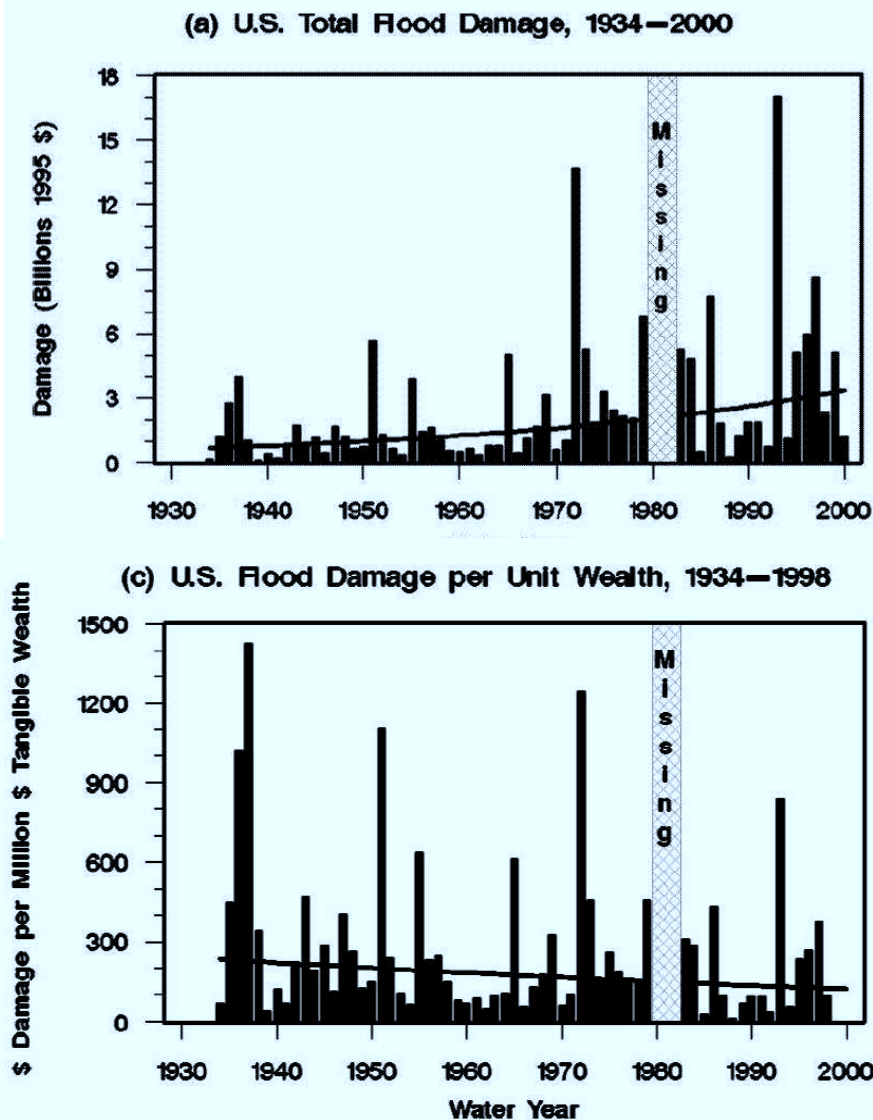 (a) U.S. Total Flood Damage, 1934—2000
Damage (Billions 1995 $)
18
15
12
9
6
3
0
Missing
1930 1940 1950 1960 1970 1980 1990 2000
(c) U.S. Flood Damage per Unit Wealth, 1934—1998
$ Damage per Million $ Tangible Wealth
1500
1200
900
600
300
0
Missing
1930 1940 1950 1960 1970 1980 1990 2000
Water Year